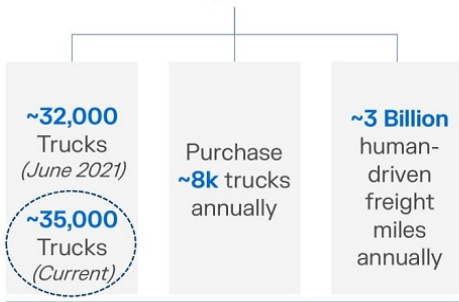 ~32,000
Trucks
(June 2021)
~35,000
Trucks
(Current)
Purchase
~8k trucks
annually
~3 Billion
human-
driven
freight
miles
annually